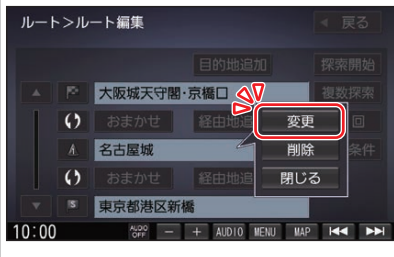 ルート＞ルート編集 戻る
目的地追加 探索開始
大阪城天守閣・京橋口 複数探索
おまかせ 経由地追 変更 回
名古屋城 削除 条件
おまかせ 経由地追 閉じる
東京都港区新橋
10:00 AUDIO OFF － ＋ AUDIO MENU MAP